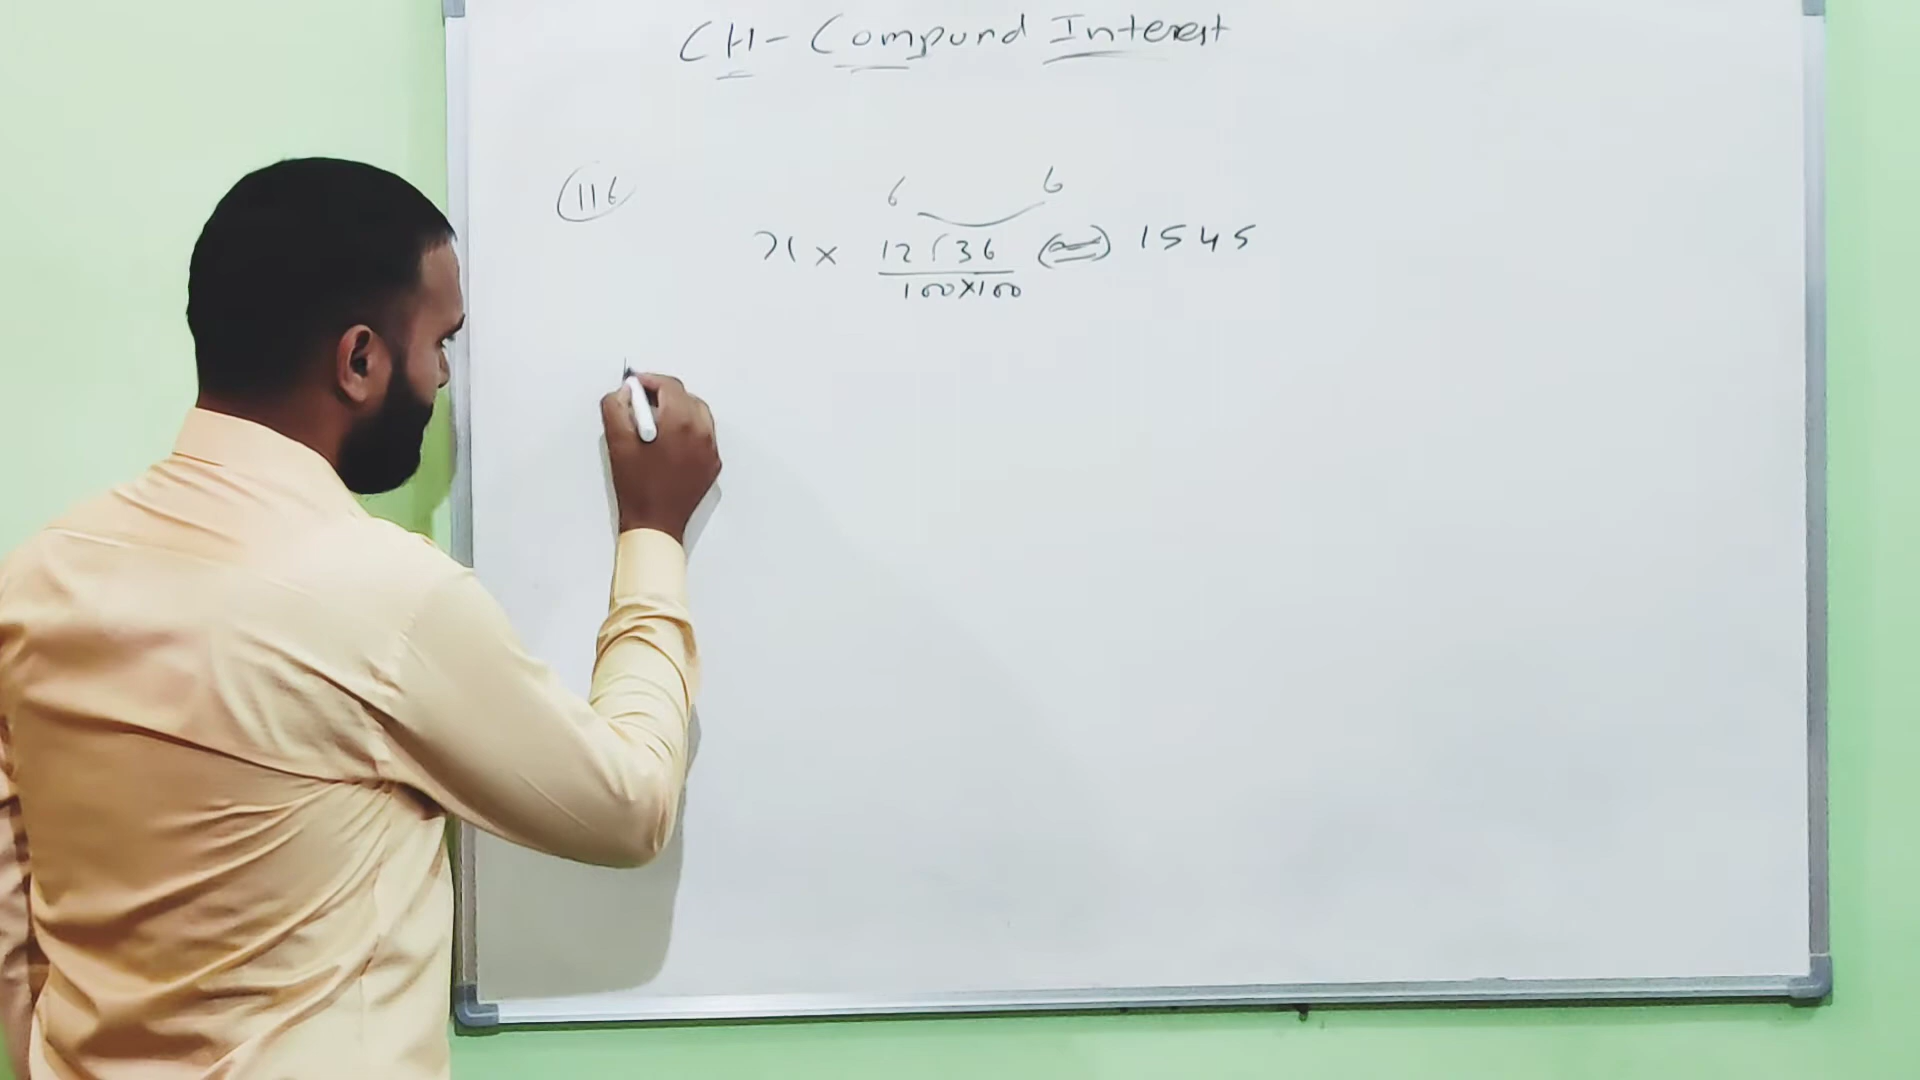 CH- Compund Interest
116
6 6
x × 12/36 (=) 1545
100×100